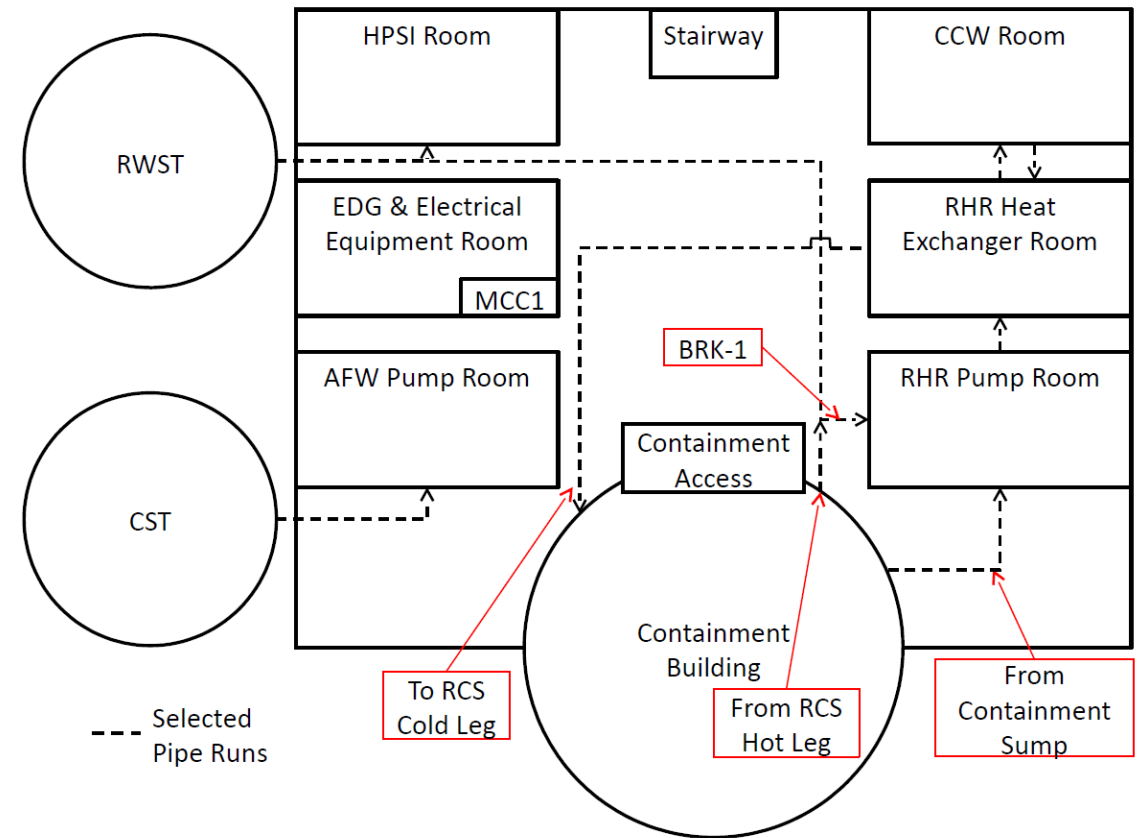 HPSI Room
Stairway
CCW Room
RWST
EDG & Electrical
Equipment Room
MCC1
RHR Heat
Exchanger Room
BRK-1
AFW Pump Room
RHR Pump Room
Containment
Access
CST
Containment
Building
To RCS
Cold Leg
From RCS
Hot Leg
From
Containment
Sump
Selected
Pipe Runs